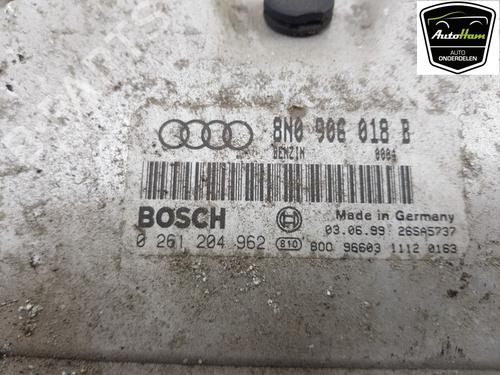 AutoHam
AUTO
ONDERDELEN
8N0 906 018 B
BENZIN 0004
BOSCH
Made in Germany
03.06.99 26SA5737
0 261 204 962 810 800 96603 1112 0163